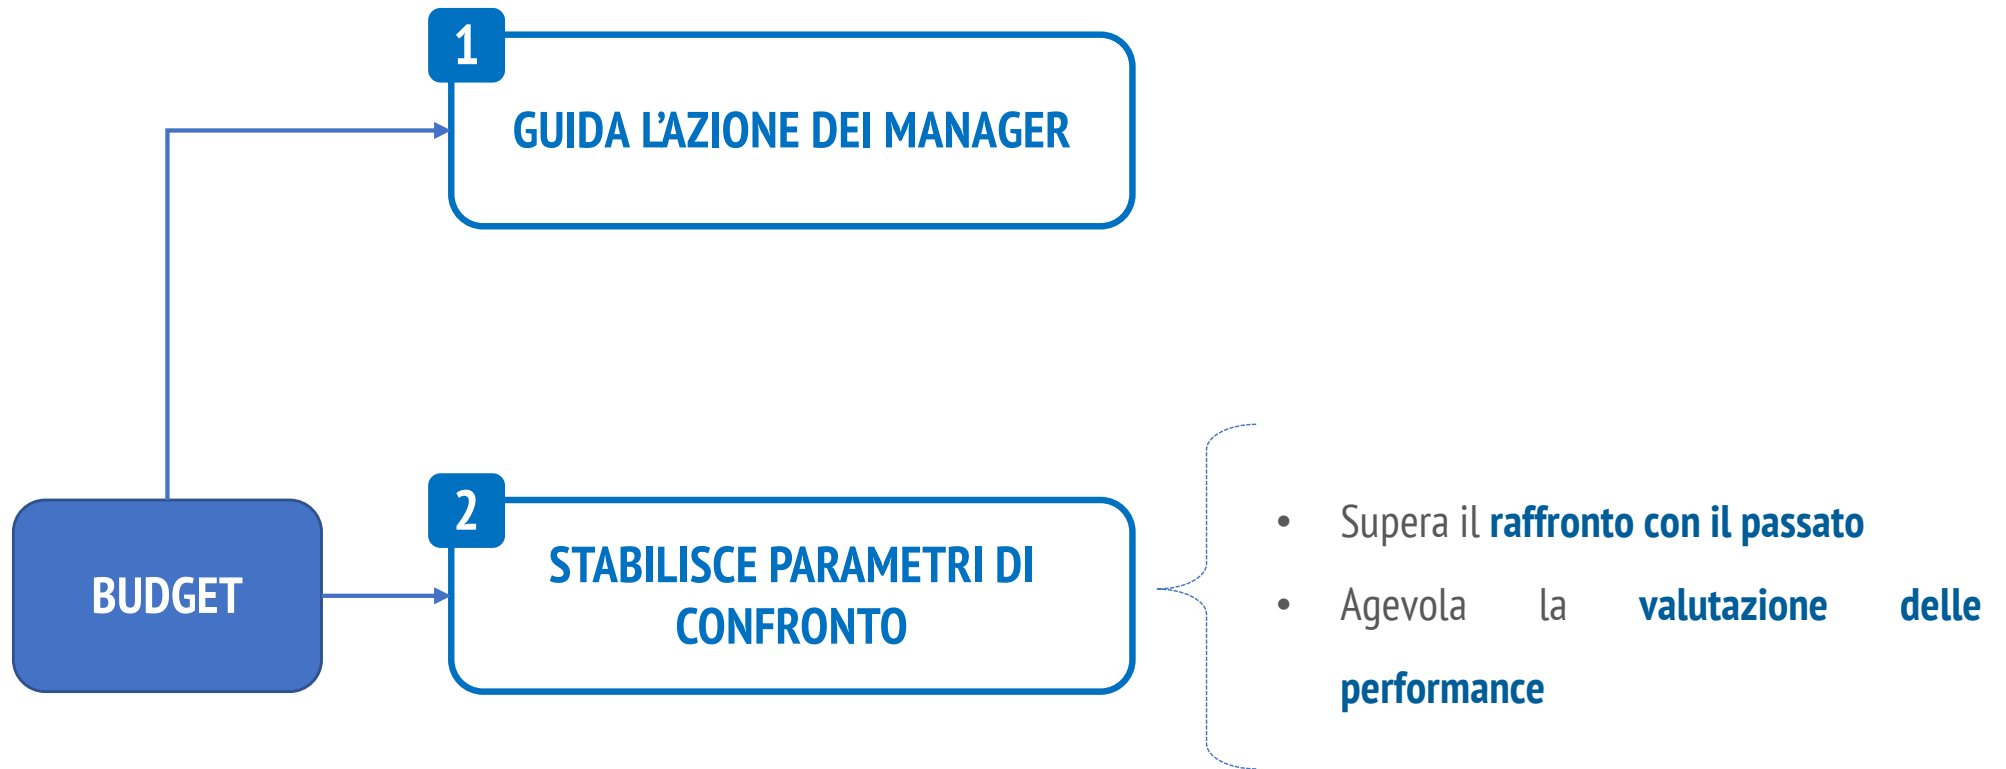 1
GUIDA L’AZIONE DEI MANAGER
BUDGET
2
STABILISCE PARAMETRI DI
CONFRONTO
• Supera il raffronto con il passato
• Agevola la valutazione delle
performance